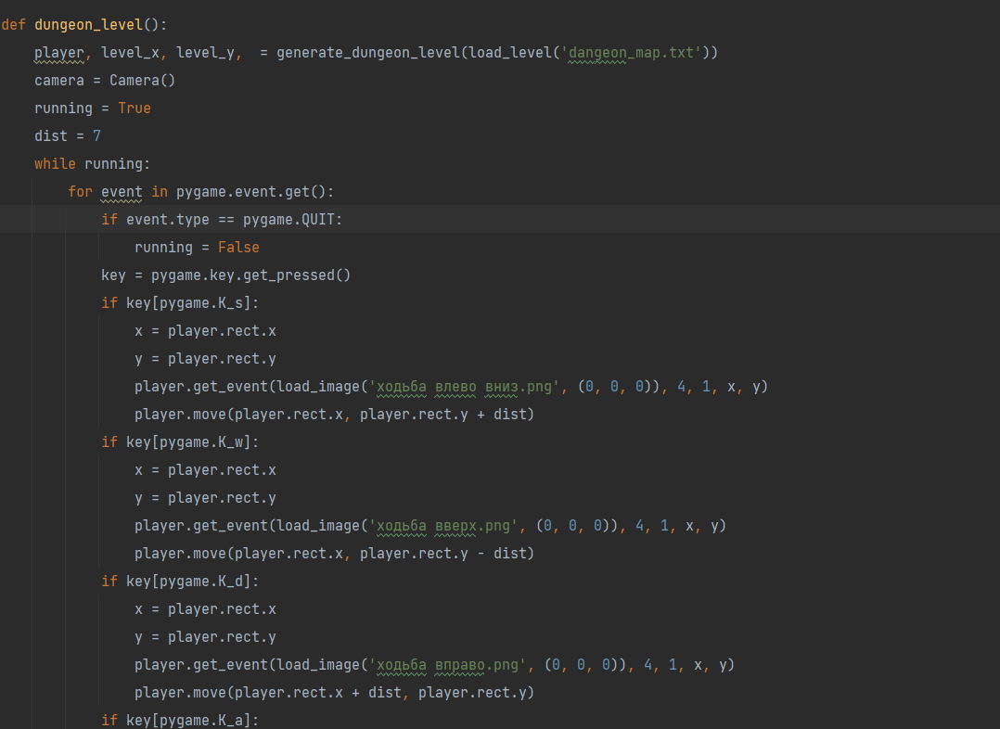 def dungeon_level():
    player, level_x, level_y,  = generate_dungeon_level(load_level('dangeon_map.txt'))
    camera = Camera()
    running = True
    dist = 7
    while running:
        for event in pygame.event.get():
            if event.type == pygame.QUIT:
                running = False
            key = pygame.key.get_pressed()
            if key[pygame.K_s]:
                x = player.rect.x
                y = player.rect.y
                player.get_event(load_image('ходьба влево вниз.png', (0, 0, 0)), 4, 1, x, y)
                player.move(player.rect.x, player.rect.y + dist)
            if key[pygame.K_w]:
                x = player.rect.x
                y = player.rect.y
                player.get_event(load_image('ходьба вверх.png', (0, 0, 0)), 4, 1, x, y)
                player.move(player.rect.x, player.rect.y - dist)
            if key[pygame.K_d]:
                x = player.rect.x
                y = player.rect.y
                player.get_event(load_image('ходьба вправо.png', (0, 0, 0)), 4, 1, x, y)
                player.move(player.rect.x + dist, player.rect.y)
            if key[pygame.K_a]: